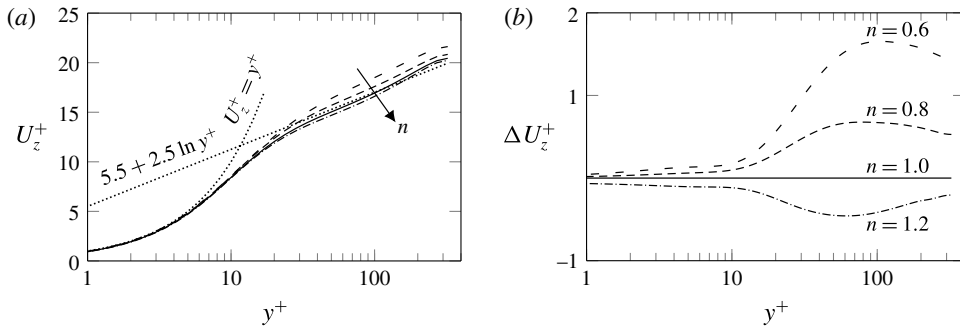 (a)
25
20
15
10
5
0
U_z^+
5.5 + 2.5 ln y^+
U_z^+ = y^+
n
1
10
100
y^+
(b)
2
1
–1
ΔU_z^+
n = 0.6
n = 0.8
n = 1.0
n = 1.2
1
10
100
y^+